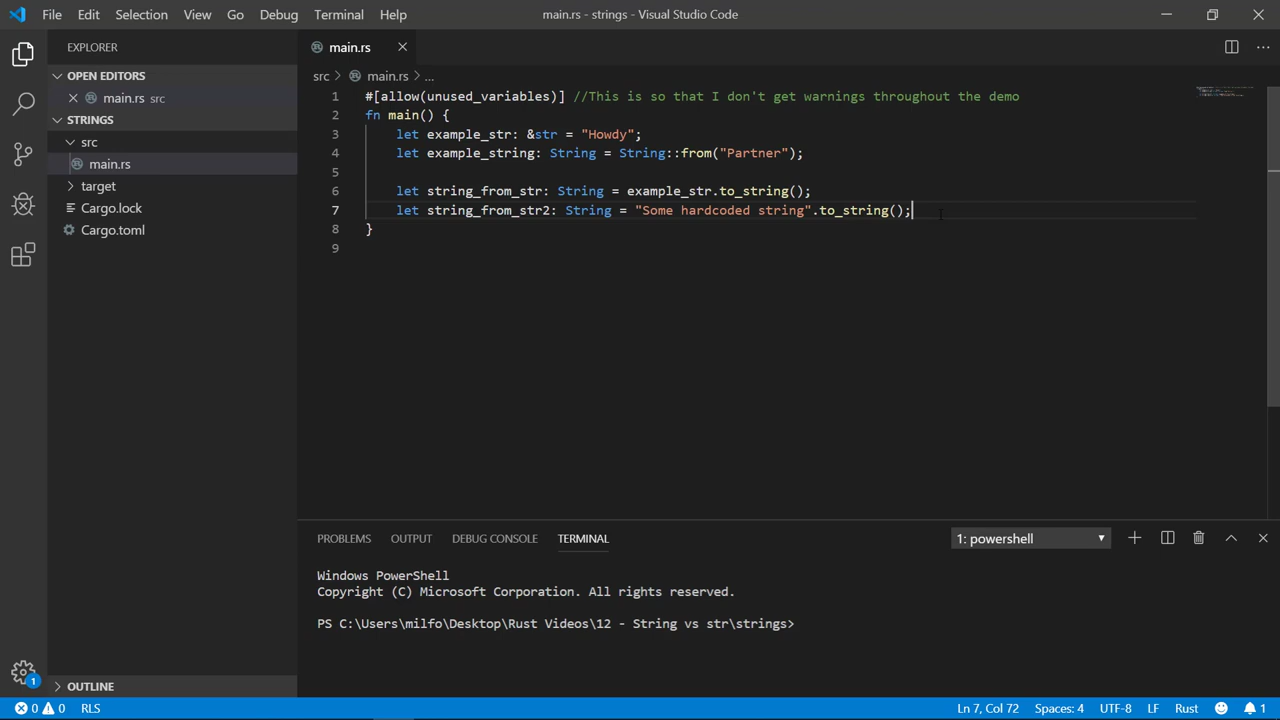 File Edit Selection View Go Debug Terminal Help main.rs - strings - Visual Studio Code
EXPLORER
OPEN EDITORS
main.rs src
STRINGS
src
main.rs
target
Cargo.lock
Cargo.toml
OUTLINE
main.rs
src main.rs ...
1 #[allow(unused_variables)] //This is so that I don't get warnings throughout the demo
2 fn main() {
3 let example_str: &str = "Howdy";
4 let example_string: String = String::from("Partner");
5
6 let string_from_str: String = example_str.to_string();
7 let string_from_str2: String = "Some hardcoded string".to_string();
8 }
9
PROBLEMS OUTPUT DEBUG CONSOLE TERMINAL 1: powershell
Windows PowerShell
Copyright (C) Microsoft Corporation. All rights reserved.
PS C:\Users\milfo\Desktop\Rust Videos\12 - String vs str\strings>
1
0 0 RLS Ln 7, Col 72 Spaces: 4 UTF-8 LF Rust 1